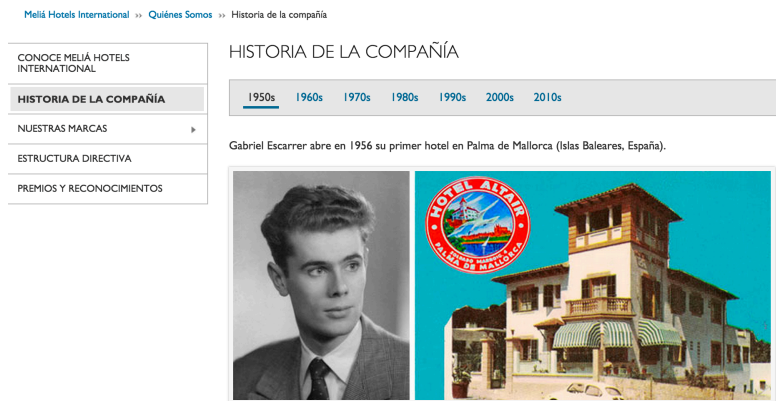 Meliá Hotels International ›› Quiénes Somos ›› Historia de la compañía
CONOCE MELIÁ HOTELS
INTERNATIONAL
HISTORIA DE LA COMPAÑÍA
NUESTRAS MARCAS
ESTRUCTURA DIRECTIVA
PREMIOS Y RECONOCIMIENTOS
HISTORIA DE LA COMPAÑÍA
1950s 1960s 1970s 1980s 1990s 2000s 2010s
Gabriel Escarrer abre en 1956 su primer hotel en Palma de Mallorca (Islas Baleares, España).
HOTEL ALTAIR
PALMA DE MALLORCA